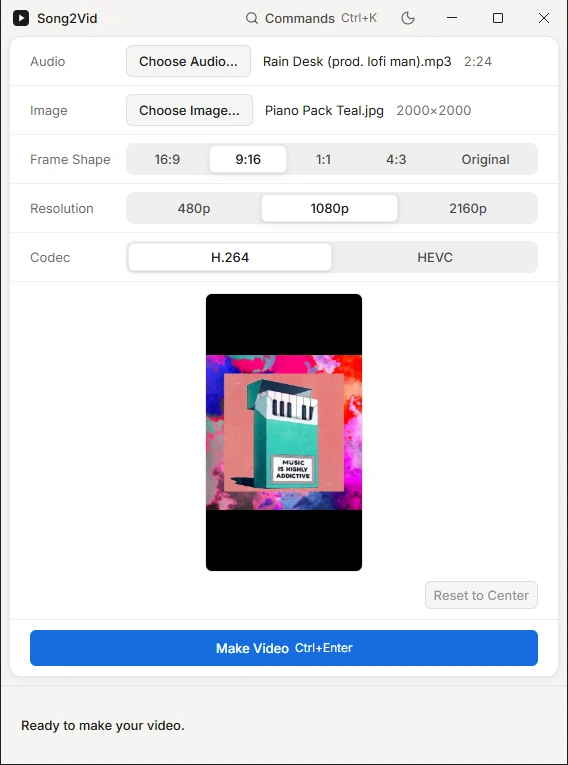 Song2Vid
Commands Ctrl+K
Audio Choose Audio... Rain Desk (prod. lofi man).mp3 2:24
Image Choose Image... Piano Pack Teal.jpg 2000×2000
Frame Shape 16:9 9:16 1:1 4:3 Original
Resolution 480p 1080p 2160p
Codec H.264 HEVC
MUSIC
IS HIGHLY
ADDICTIVE
Reset to Center
Make Video Ctrl+Enter
Ready to make your video.